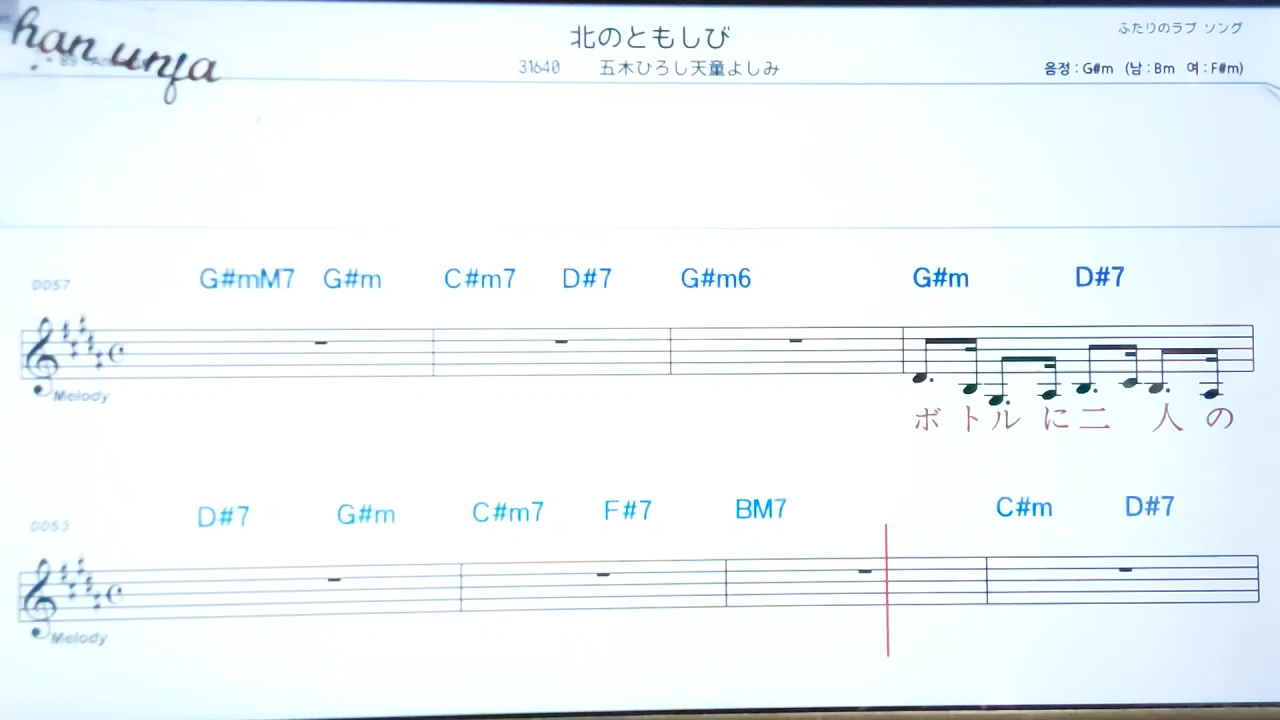 han unfa
北のともしび
ふたりのラブ ソング
31640 五木ひろし天童よしみ
음정 : G#m (남 : Bm 여 : F#m)
G#mM7 G#m C#m7 D#7 G#m6 G#m D#7
0057
Melody
ボ ト ル に 二 人 の
D#7 G#m C#m7 F#7 BM7 C#m D#7
0053
Melody